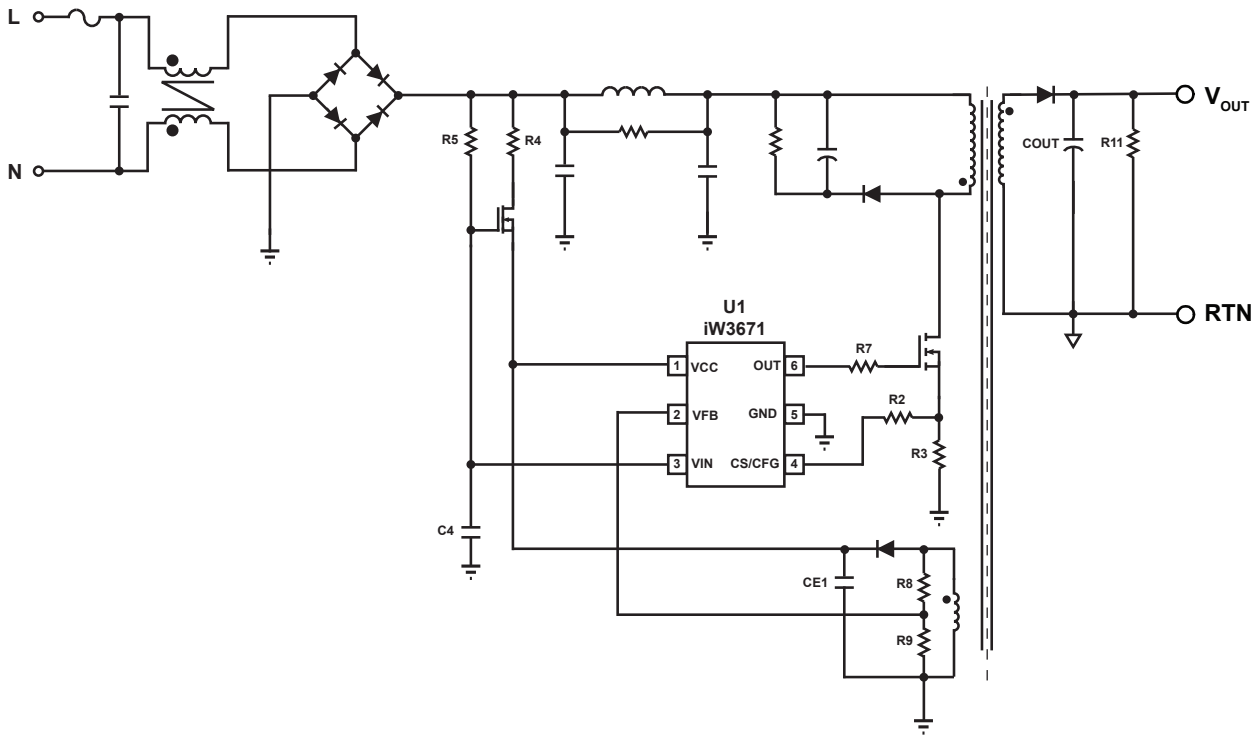 L
N
R5
R4
COUT
R11
V OUT
RTN
U1
iW3671
1 VCC
OUT 6
2 VFB
GND 5
3 VIN
CS/CFG 4
R7
R2
R3
C4
CE1
R8
R9